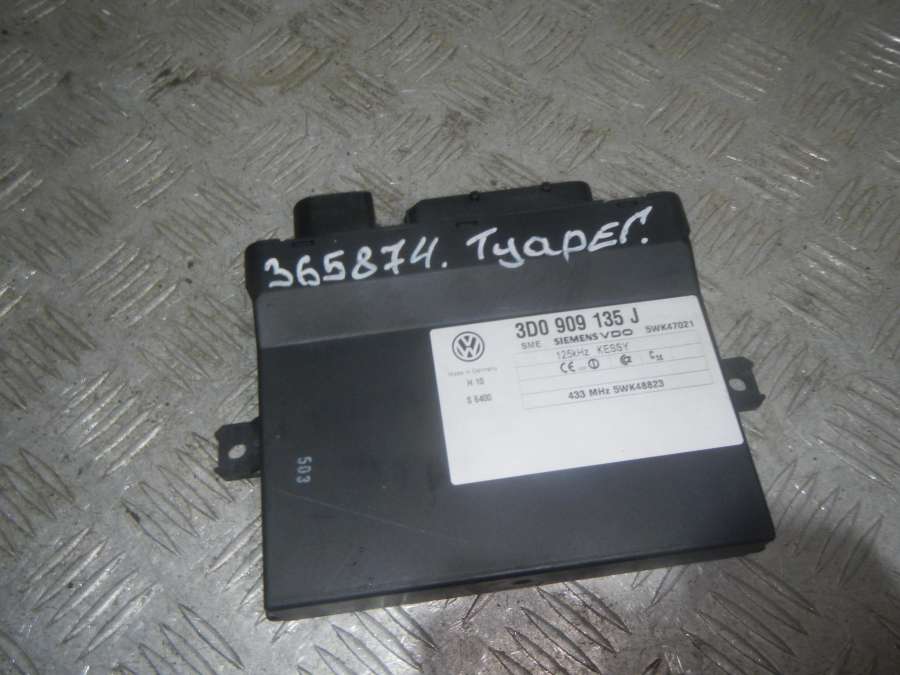 365874. Туарег.
3D0 909 135 J
SME SIEMENS VDO 5WK47021
Made in Germany
125kHz KESSY
H 10
CE
S 6400
433 MHz 5WK48823
503